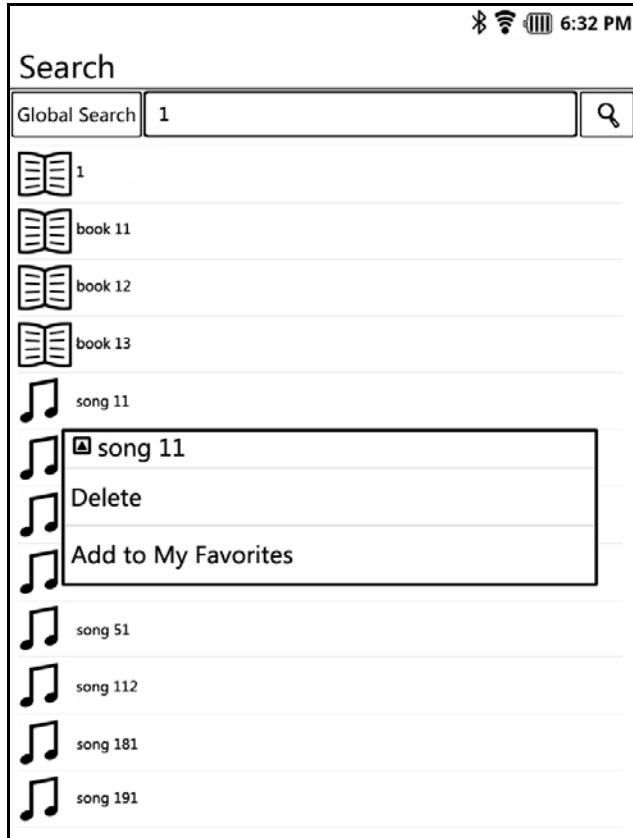 6:32 PM
Search
Global Search 1
1
book 11
book 12
book 13
song 11
song 11
Delete
Add to My Favorites
song 51
song 112
song 181
song 191